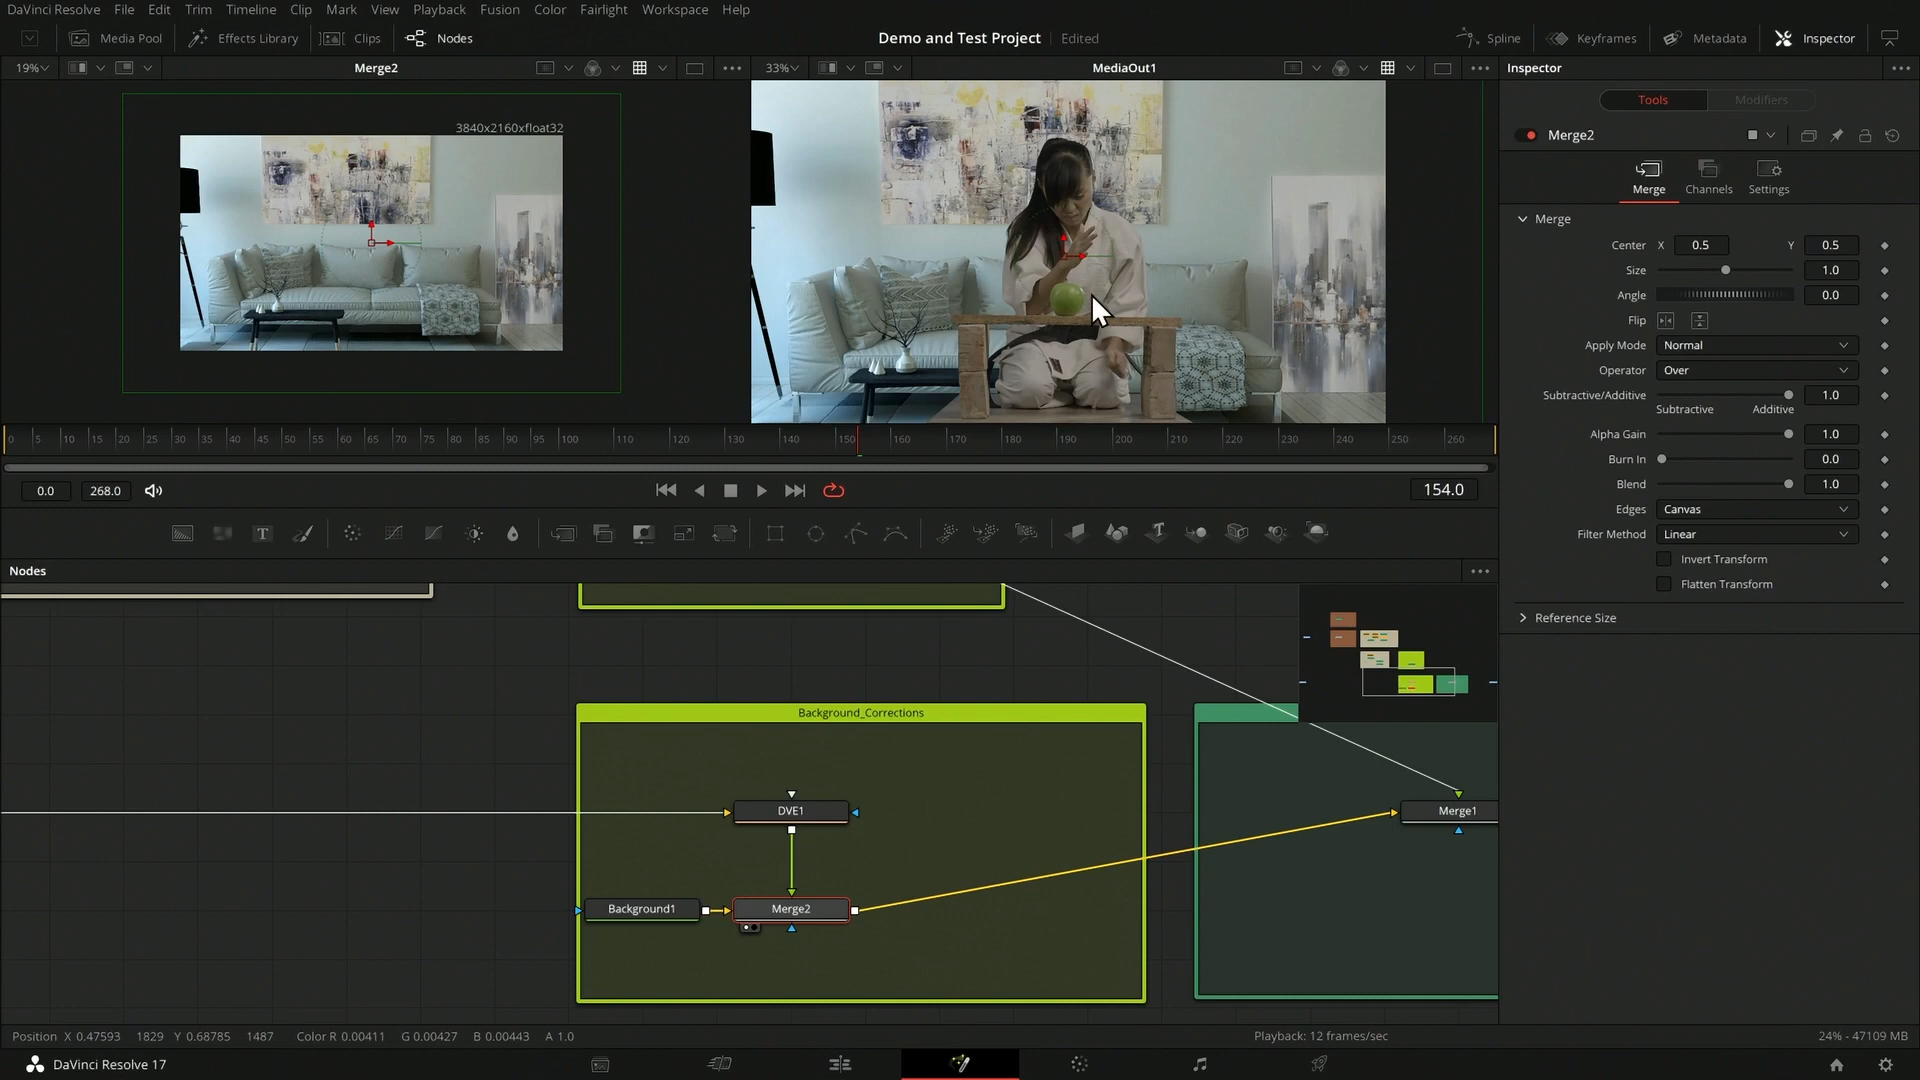 DaVinci Resolve File Edit Trim Timeline Clip Mark View Playback Fusion Color Fairlight Workspace Help
Media Pool Effects Library Clips Nodes Demo and Test Project Edited Spline Keyframes Metadata Inspector
19% Merge2 33% MediaOut1 Inspector
Tools Modifiers
3840x2160xfloat32
Merge2
Merge Channels Settings
Merge
Center X 0.5 Y 0.5
Size 1.0
Angle 0.0
Flip
Apply Mode Normal
Operator Over
Subtractive/Additive 1.0
Subtractive Additive
Alpha Gain 1.0
Burn In 0.0
Blend 1.0
Edges Canvas
Filter Method Linear
Invert Transform
Flatten Transform
Reference Size
0 5 10 15 20 25 30 35 40 45 50 55 60 65 70 75 80 85 90 95 100 110 120 130 140 150 160 170 180 190 200 210 220 230 240 250 260
0.0 268.0 154.0
Nodes
Background_Corrections
DVE1 Merge1
Background1 Merge2
Position X 0.47593 1829 Y 0.68785 1487 Color R 0.00411 G 0.00427 B 0.00443 A 1.0 Playback: 12 frames/sec 24% - 47109 MB
DaVinci Resolve 17